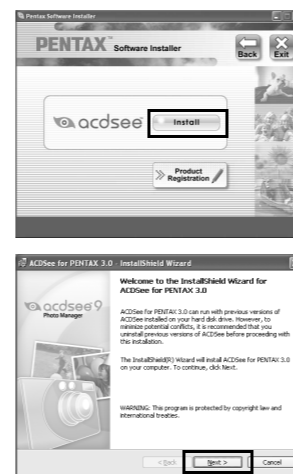 Pentax Software Installer
PENTAX™ Software Installer
Back Exit
acdsee Install
Product
Registration
ACDSee for PENTAX 3.0 - InstallShield Wizard
Welcome to the InstallShield Wizard for
ACDSee for PENTAX 3.0
acdsee 9
Photo Manager
ACDSee for PENTAX 3.0 can run with previous versions of
ACDSee installed on your hard disk drive. However, to
minimize potential conflicts, it is recommended that you
uninstall previous versions of ACDSee before proceeding with
this installation.
The InstallShield(R) Wizard will install ACDSee for PENTAX 3.0
on your computer. To continue, click Next.
WARNING: This program is protected by copyright law and
international treaties.
< Back Next > Cancel